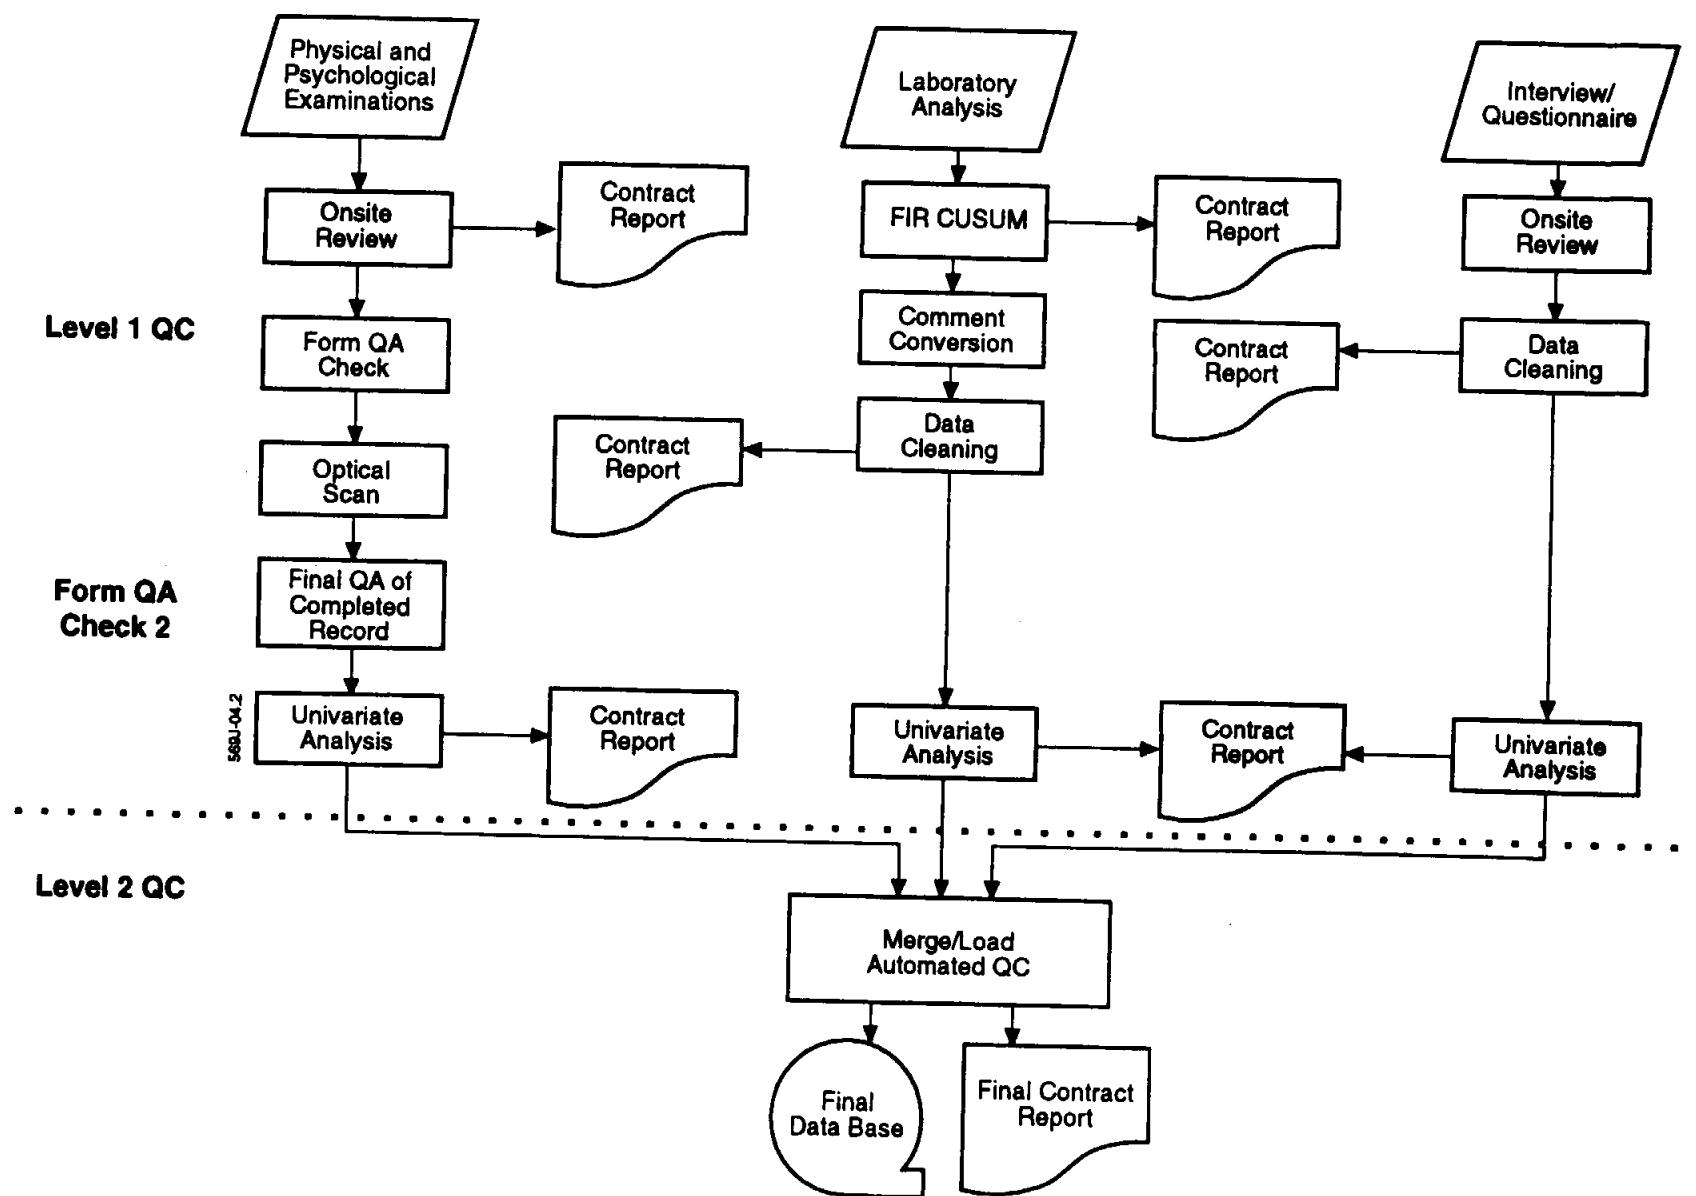 Physical and
Psychological
Examinations
Laboratory
Analysis
Interview/
Questionnaire
Onsite
Review
Contract
Report
FIR CUSUM
Contract
Report
Onsite
Review
Level 1 QC
Form QA
Check
Comment
Conversion
Contract
Report
Data
Cleaning
Optical
Scan
Contract
Report
Data
Cleaning
Form QA
Check 2
Final QA of
Completed
Record
569J-04.2
Univariate
Analysis
Contract
Report
Univariate
Analysis
Contract
Report
Univariate
Analysis
Level 2 QC
Merge/Load
Automated QC
Final
Data Base
Final Contract
Report